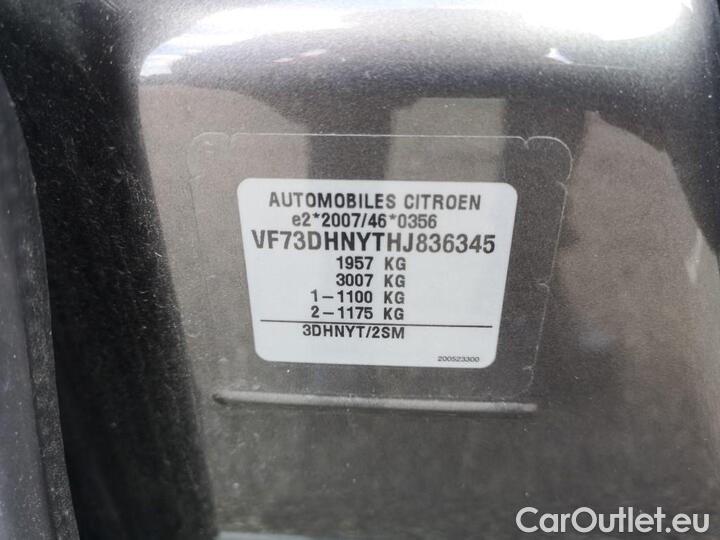 AUTOMOBILES CITROEN
e2*2007/46*0356
VF73DHNYTHJ836345
1957 KG
3007 KG
1-1100 KG
2-1175 KG
3DHNYT/2SM
200523300
CarOutlet.eu